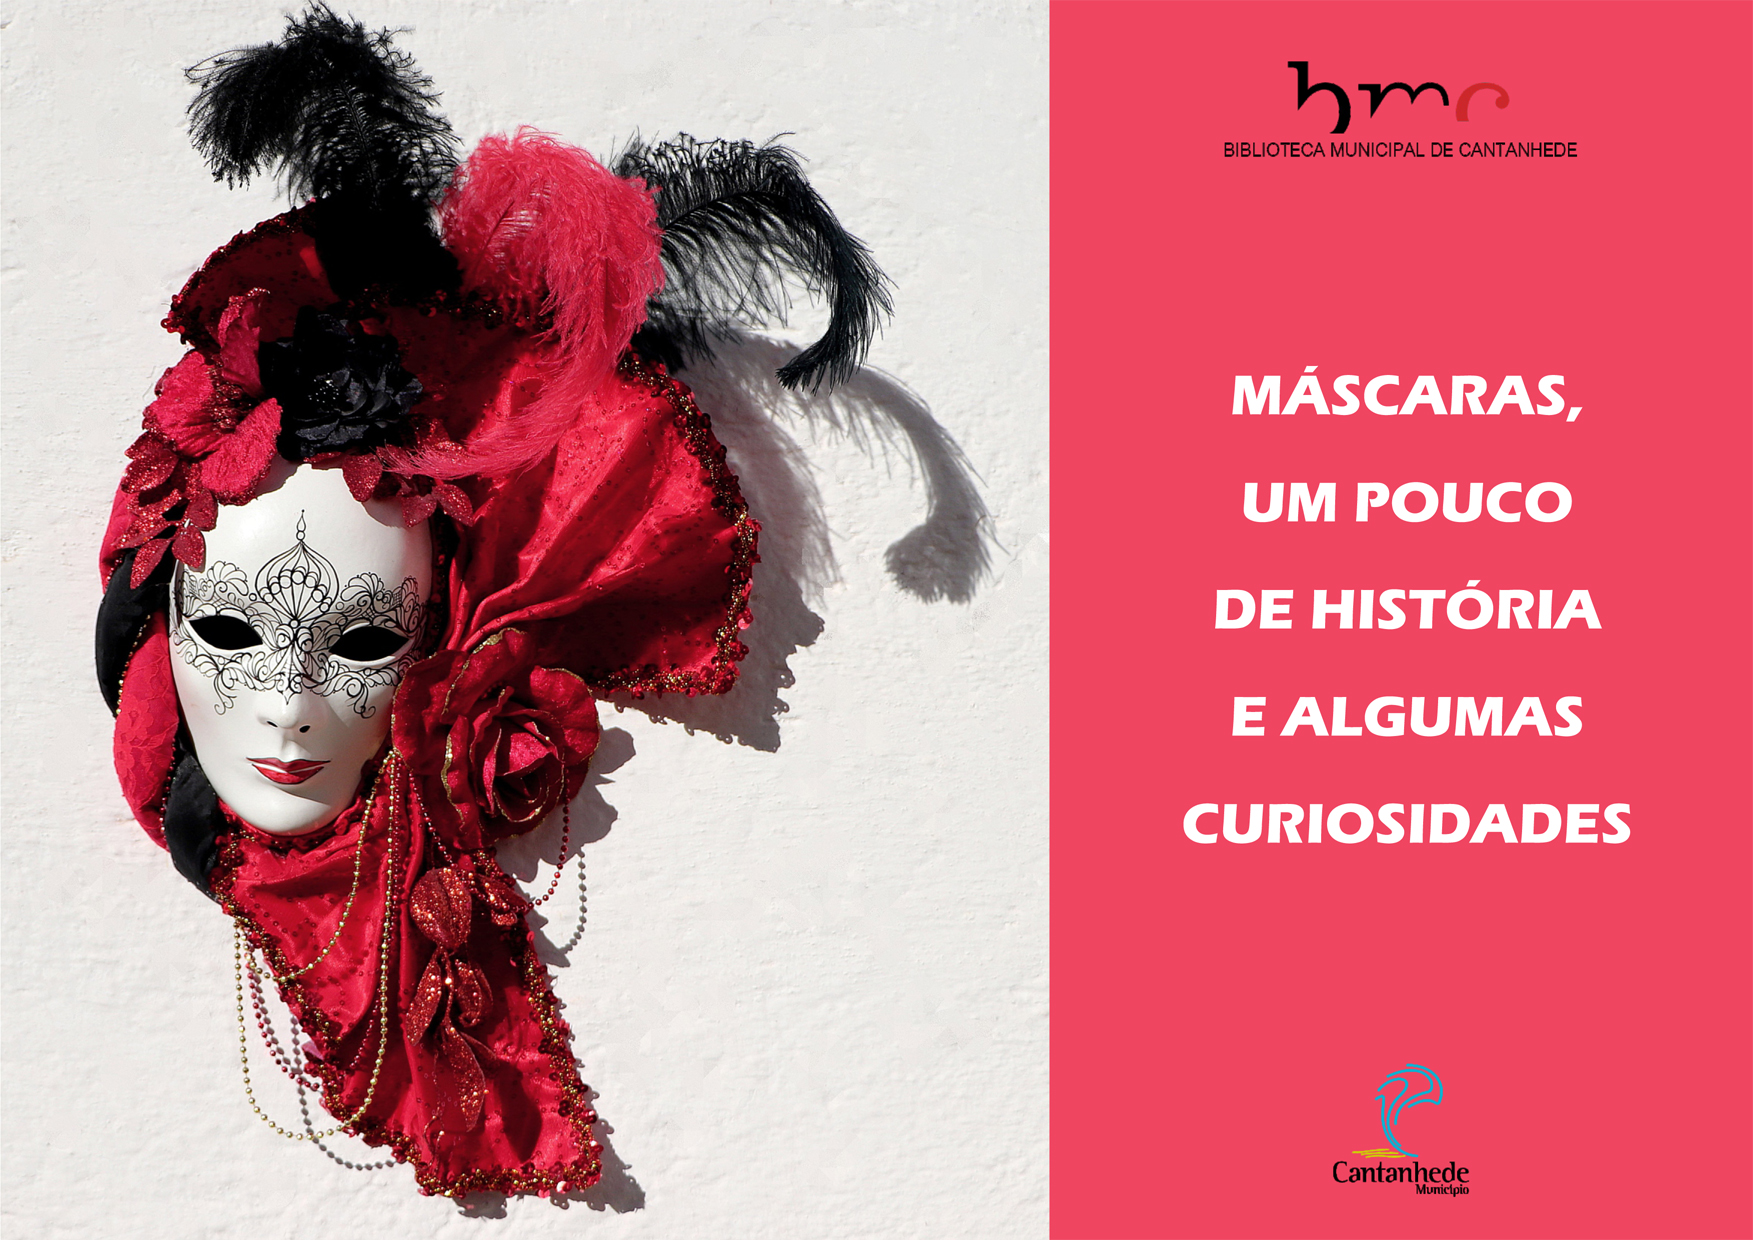 bmc
BIBLIOTECA MUNICIPAL DE CANTANHEDE
MÁSCARAS,
UM POUCO
DE HISTÓRIA
E ALGUMAS
CURIOSIDADES
Cantanhede
Município